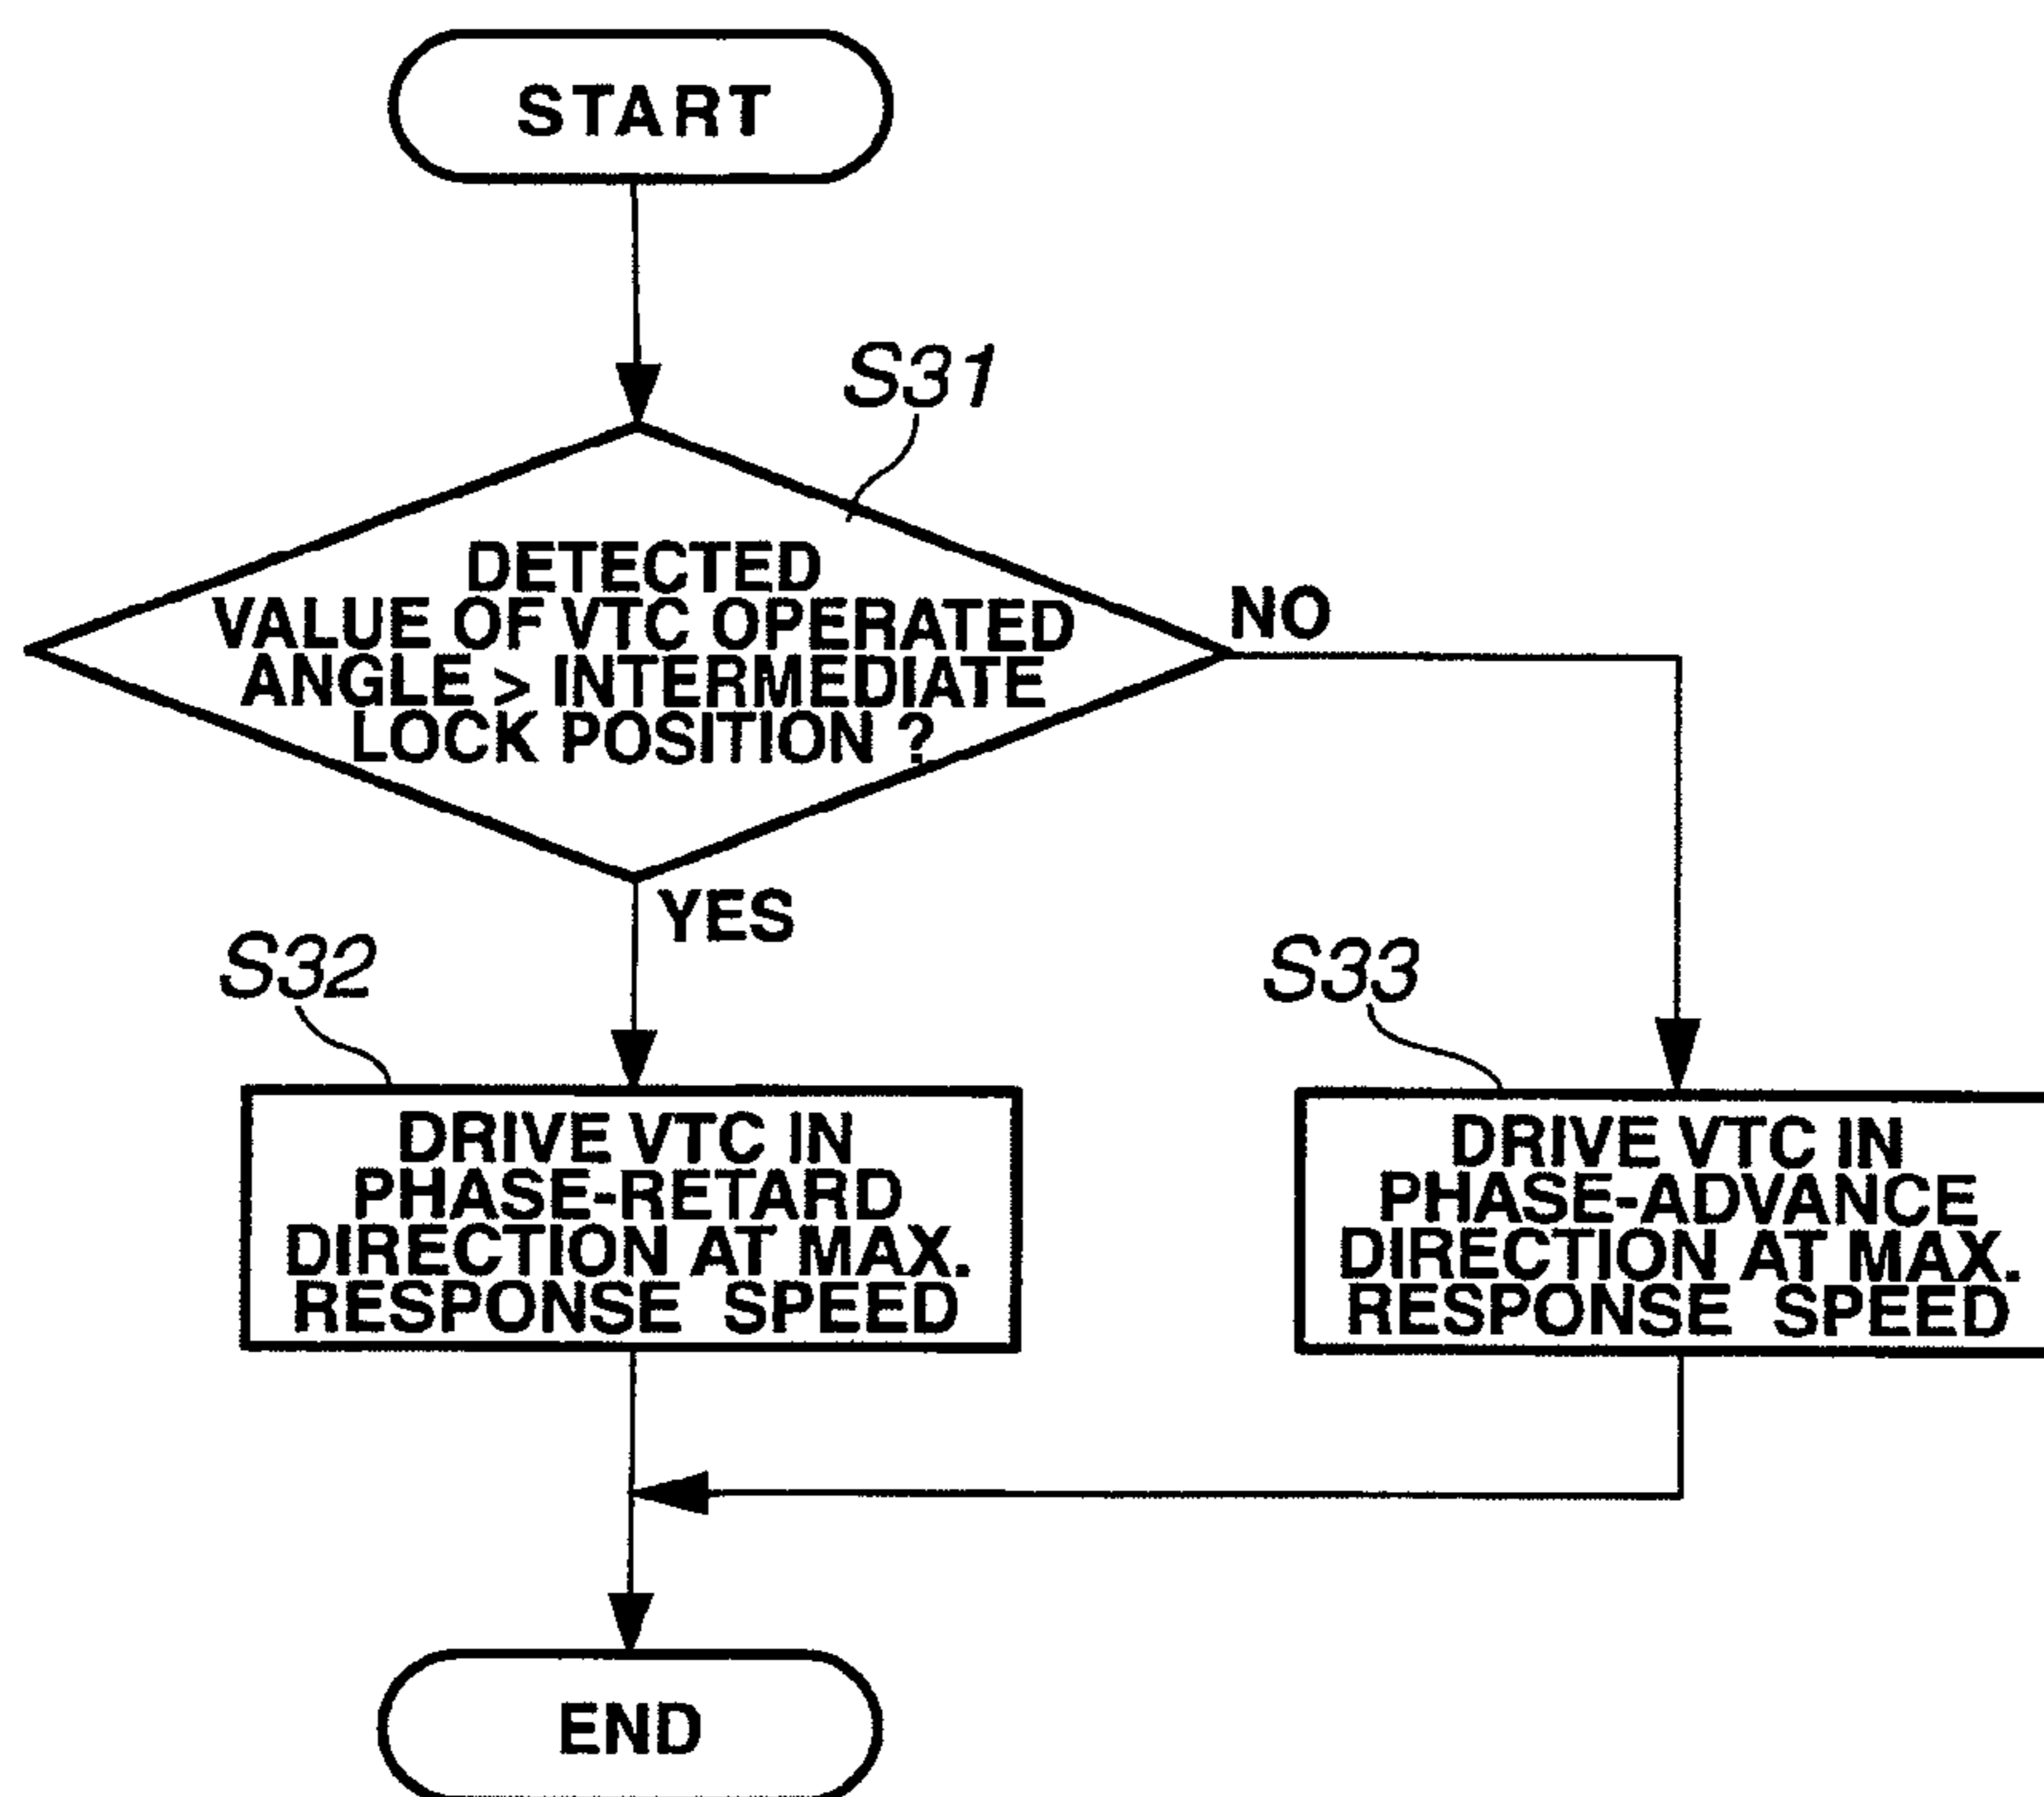 START
S31
DETECTED
VALUE OF VTC OPERATED
ANGLE > INTERMEDIATE
LOCK POSITION ?
NO
YES
S32
DRIVE VTC IN
PHASE-RETARD
DIRECTION AT MAX.
RESPONSE SPEED
S33
DRIVE VTC IN
PHASE-ADVANCE
DIRECTION AT MAX.
RESPONSE SPEED
END